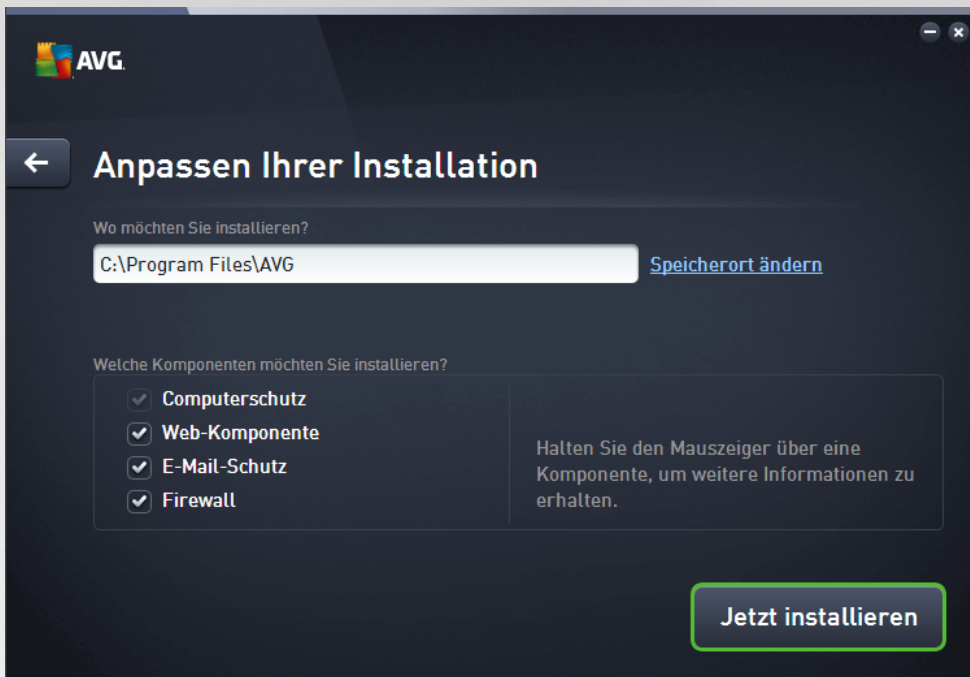 AVG.
Anpassen Ihrer Installation
Wo möchten Sie installieren?
C:\Program Files\AVG
Speicherort ändern
Welche Komponenten möchten Sie installieren?
Computerschutz
Web-Komponente
E-Mail-Schutz
Firewall
Halten Sie den Mauszeiger über eine
Komponente, um weitere Informationen zu
erhalten.
Jetzt installieren